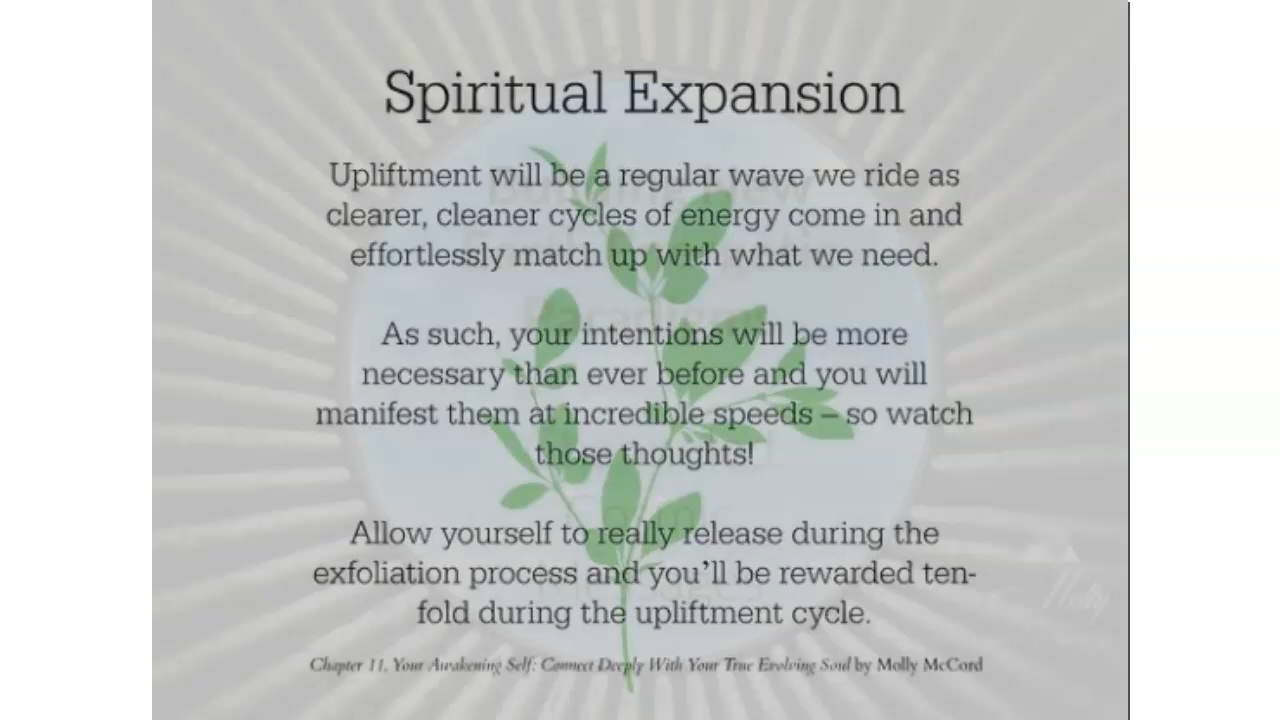 Spiritual Expansion
Upliftment will be a regular wave we ride as
clearer, cleaner cycles of energy come in and
effortlessly match up with what we need.
As such, your intentions will be more
necessary than ever before and you will
manifest them at incredible speeds – so watch
those thoughts!
Allow yourself to really release during the
exfoliation process and you'll be rewarded ten-
fold during the upliftment cycle.
Chapter 11, Your Awakening Self: Connect Deeply With Your True Evolving Soul by Molly McCord
Molly